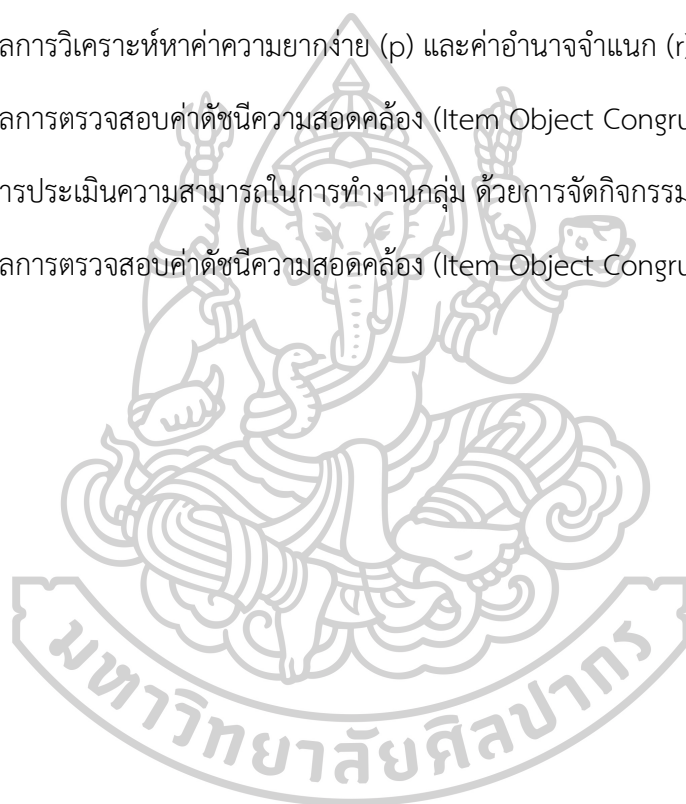 ลการวิเคราะห์หาค่าความยากง่าย (p) และค่าอำนาจจำแนก (r)
ลการตรวจสอบค่าดัชนีความสอดคล้อง (Item Object Congru
ารประเมินความสามารถในการทำงานกลุ่ม ด้วยการจัดกิจกรรม
ลการตรวจสอบค่าดัชนีความสอดคล้อง (Item Object Congru
มหาวิทยาลัยศิลปากร